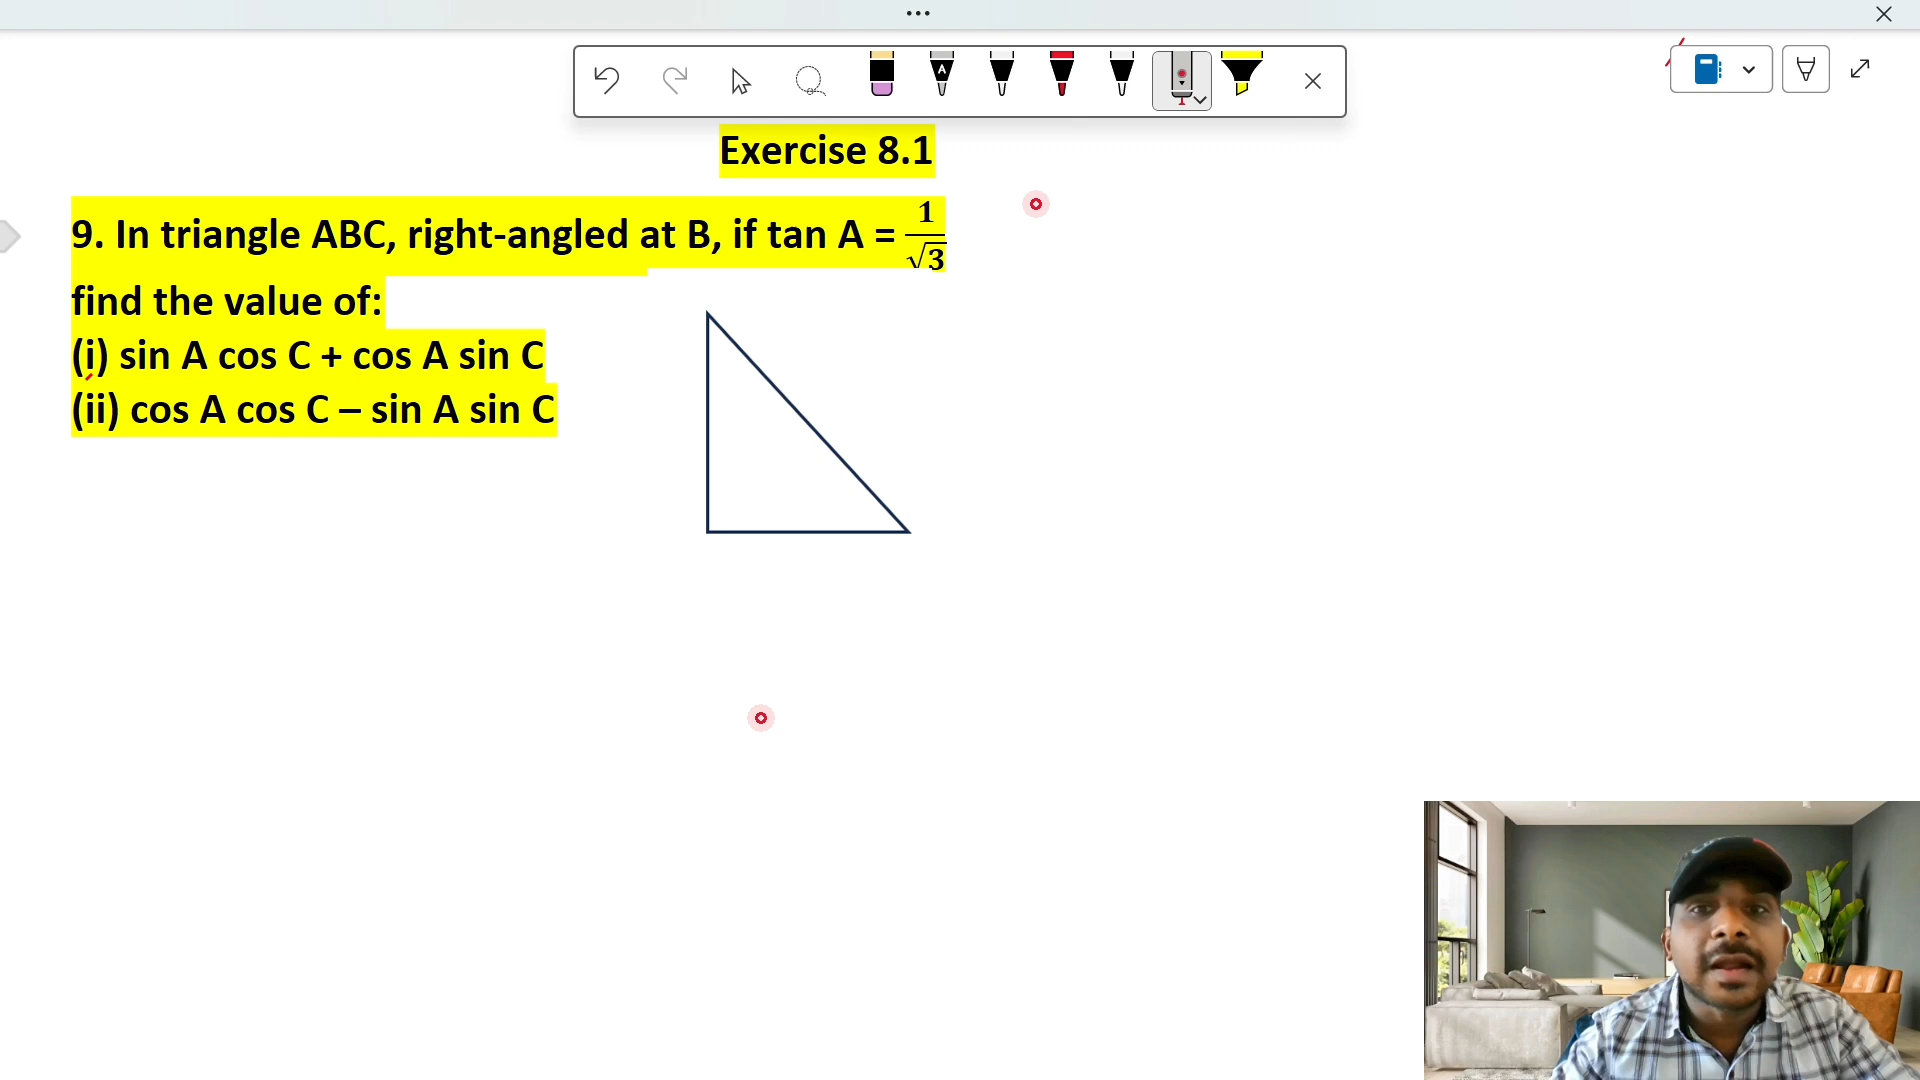 Exercise 8.1
9. In triangle ABC, right-angled at B, if tan A = 1/√3
find the value of:
(i) sin A cos C + cos A sin C
(ii) cos A cos C – sin A sin C